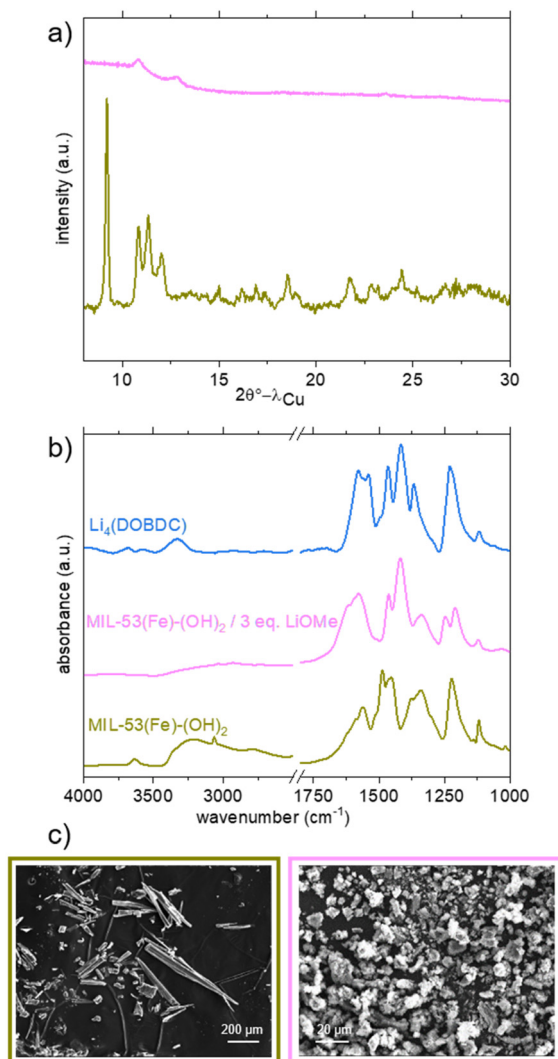 a)
intensity (a.u.)
10 15 20 25 30
2θ°−λCu
b)
absorbance (a.u.)
Li4(DOBDC)
MIL-53(Fe)-(OH)2 / 3 eq. LiOMe
MIL-53(Fe)-(OH)2
4000 3500 3000 1750 1500 1250 1000
wavenumber (cm-1)
c)
200 µm
20 µm